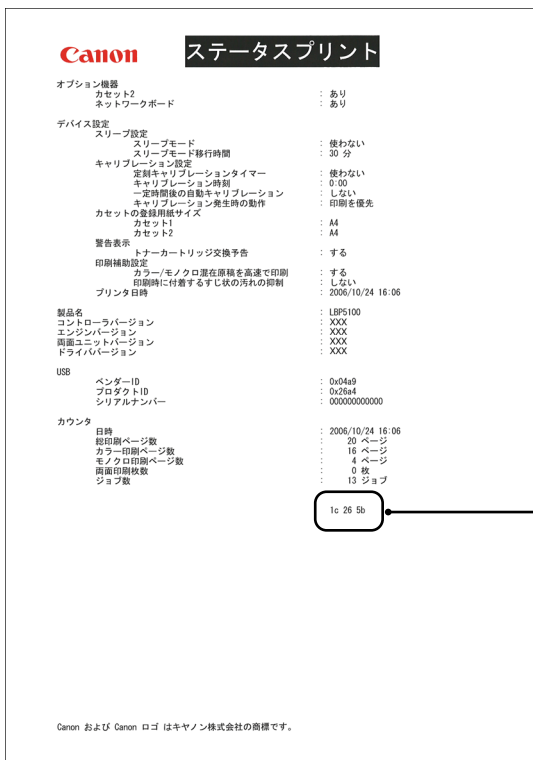 Canon ステータスプリント
オプション機器
カセット2 : あり
ネットワークボード : あり
デバイス設定
スリープ設定
スリープモード : 使わない
スリープモード移行時間 : 30 分
キャリブレーション設定
定刻キャリブレーションタイマー : 使わない
キャリブレーション時刻 : 0:00
一定時間後の自動キャリブレーション : しない
キャリブレーション発生時の動作 : 印刷を優先
カセットの登録用紙サイズ
カセット1 : A4
カセット2 : A4
警告表示
トナーカートリッジ交換予告 : する
印刷補助設定
カラー/モノクロ混在原稿を高速で印刷 : する
印刷時に付着するすじ状の汚れの抑制 : しない
プリンタ日時 : 2006/10/24 16:06
製品名 : LBP5100
コントローラバージョン : XXX
エンジンバージョン : XXX
両面ユニットバージョン : XXX
ドライババージョン : XXX
USB
ベンダーID : 0x04a9
プロダクトID : 0x26a4
シリアルナンバー : 000000000000
カウンタ
日時 : 2006/10/24 16:06
総印刷ページ数 : 20 ページ
カラー印刷ページ数 : 16 ページ
モノクロ印刷ページ数 : 4 ページ
両面印刷枚数 : 0 枚
ジョブ数 : 13 ジョブ
1c 26 5b
Canon および Canon ロゴ はキヤノン株式会社の商標です。